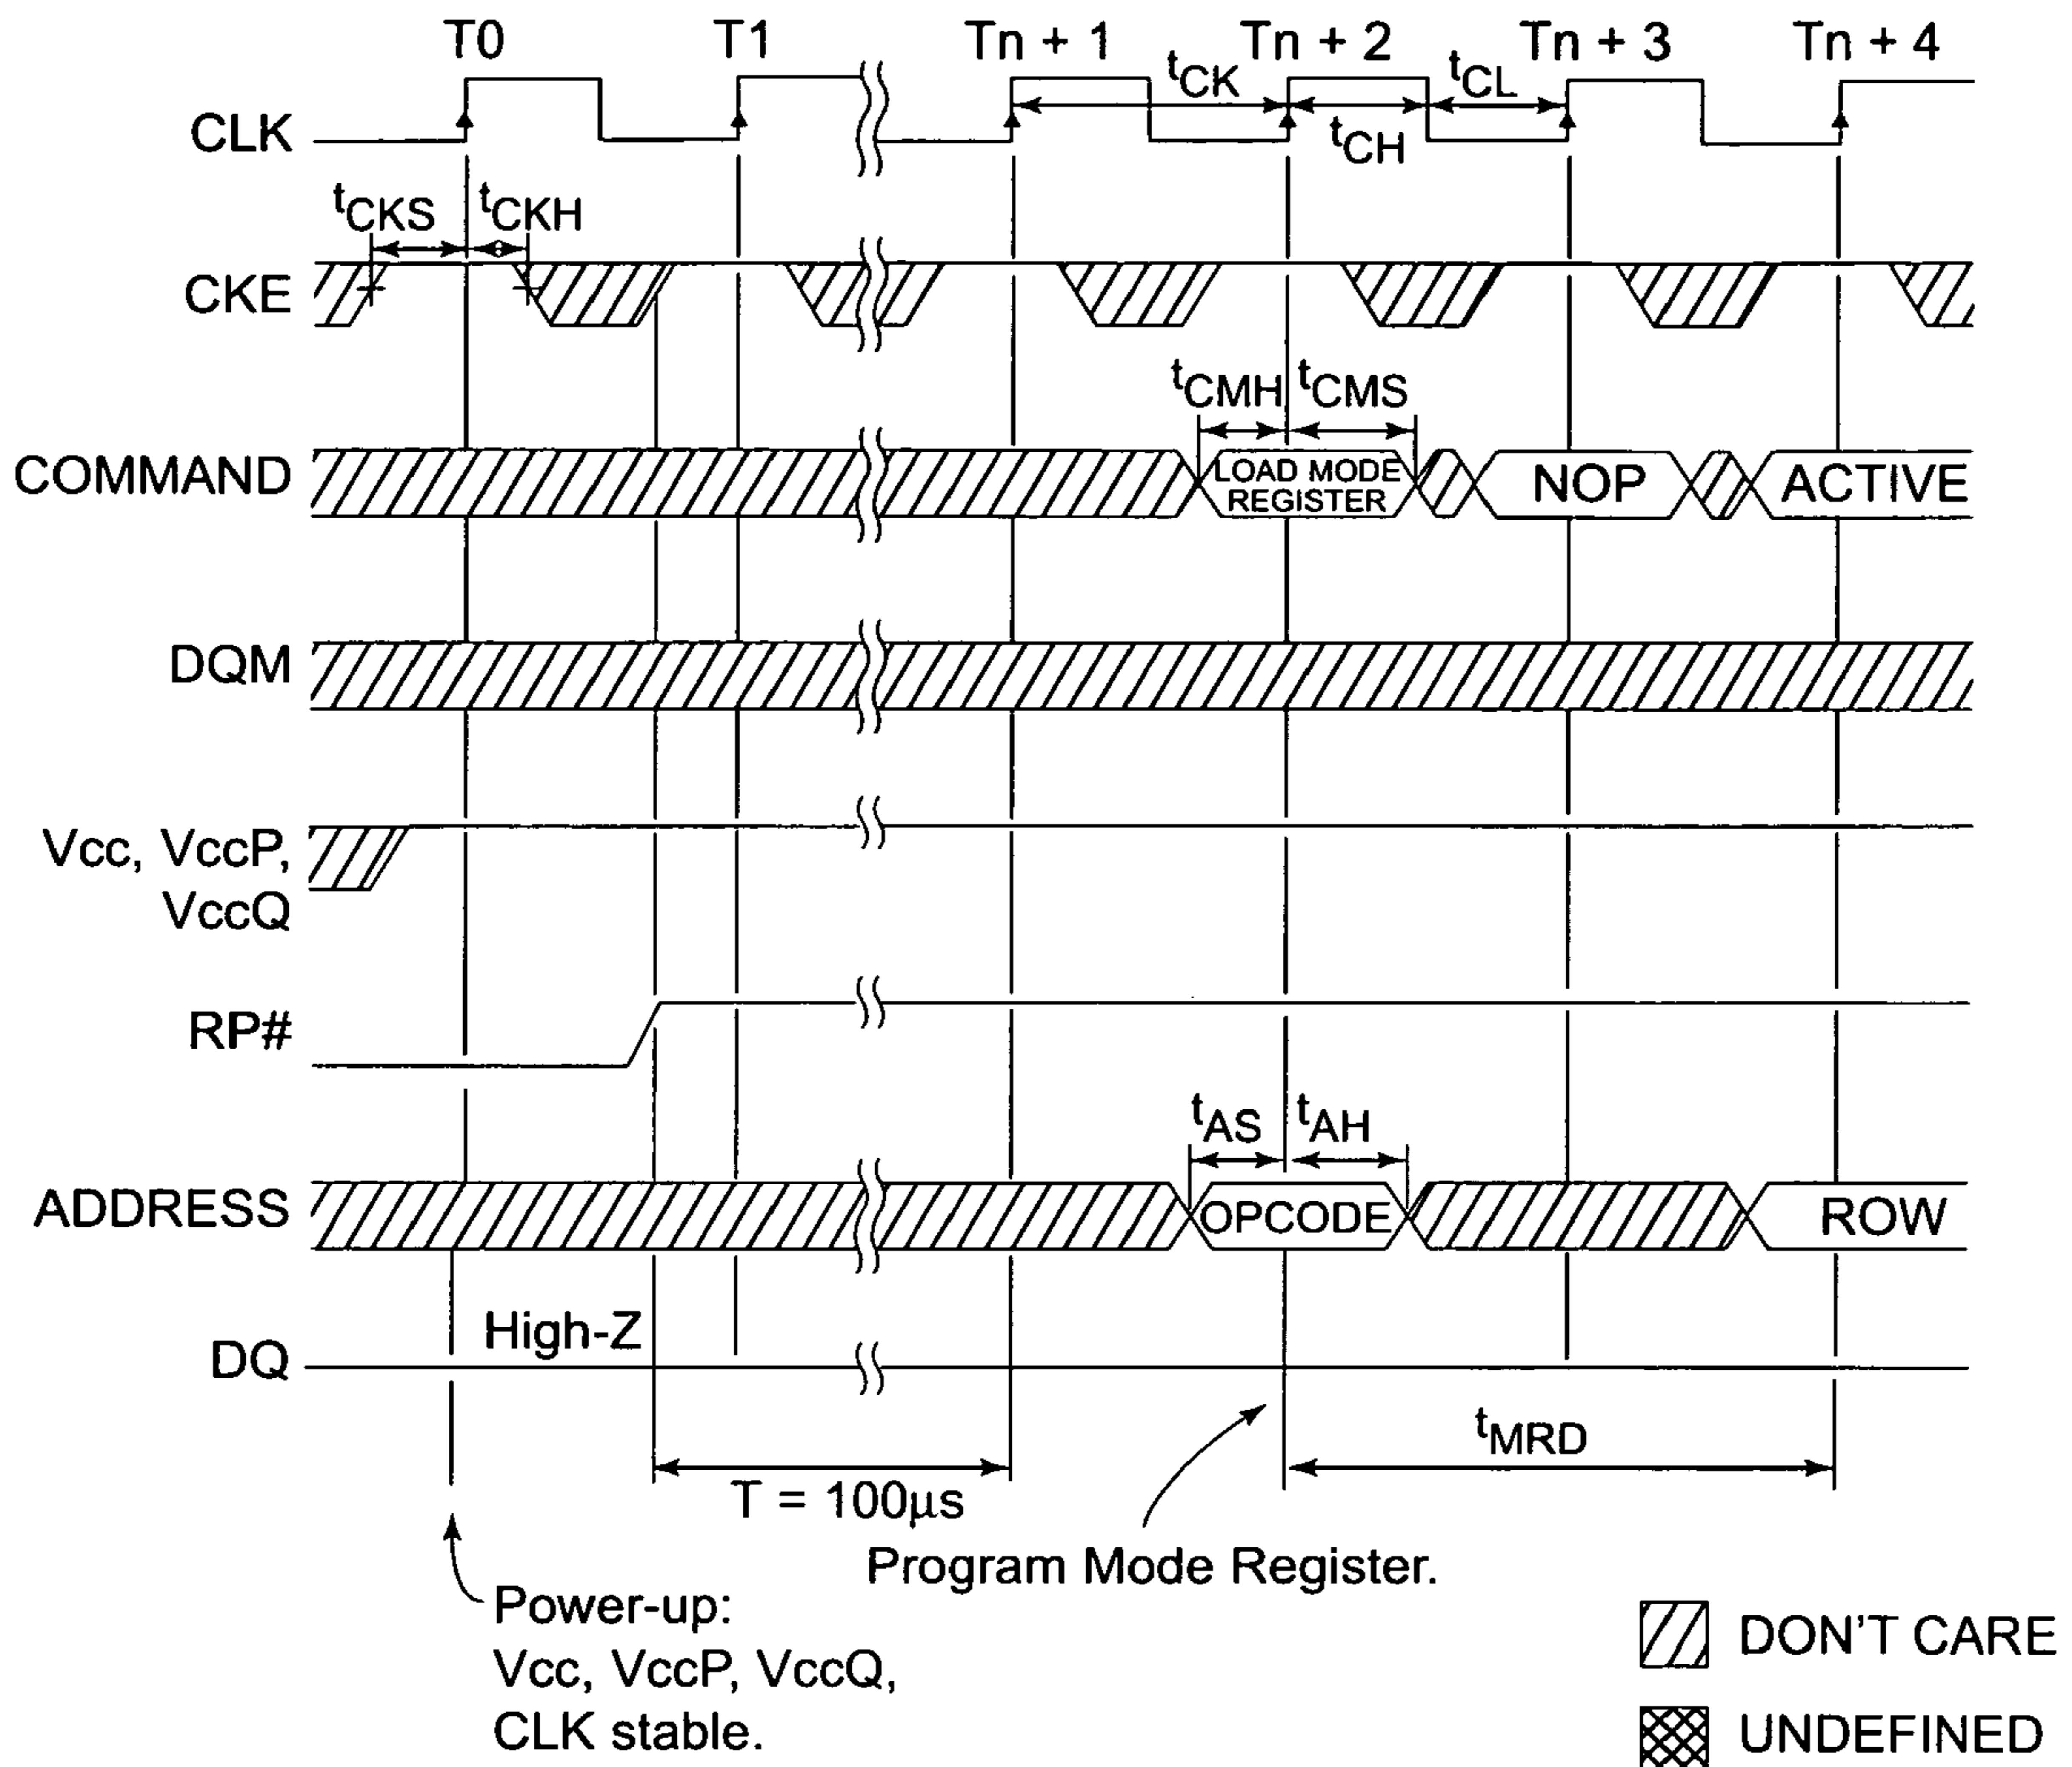 T0 T1 Tn + 1 Tn + 2 Tn + 3 Tn + 4
tCK tCL
CLK
tCH
tCKS tCKH
CKE
tCMH tCMS
COMMAND
LOAD MODE
REGISTER
NOP
ACTIVE
DQM
Vcc, VccP,
VccQ
RP#
tAS tAH
ADDRESS
OPCODE
ROW
High-Z
DQ
tMRD
T = 100µs
Program Mode Register.
Power-up:
Vcc, VccP, VccQ,
CLK stable.
DON'T CARE
UNDEFINED